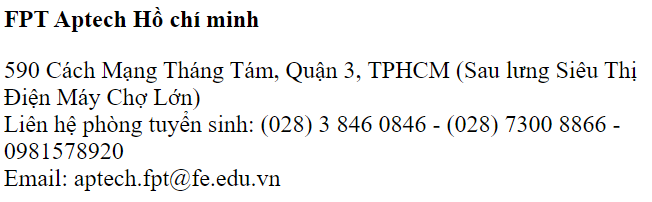 FPT Aptech Hồ chí minh
590 Cách Mạng Tháng Tám, Quận 3, TPHCM (Sau lưng Siêu Thị
Điện Máy Chợ Lớn)
Liên hệ phòng tuyển sinh: (028) 3 846 0846 - (028) 7300 8866 -
0981578920
Email: aptech.fpt@fe.edu.vn